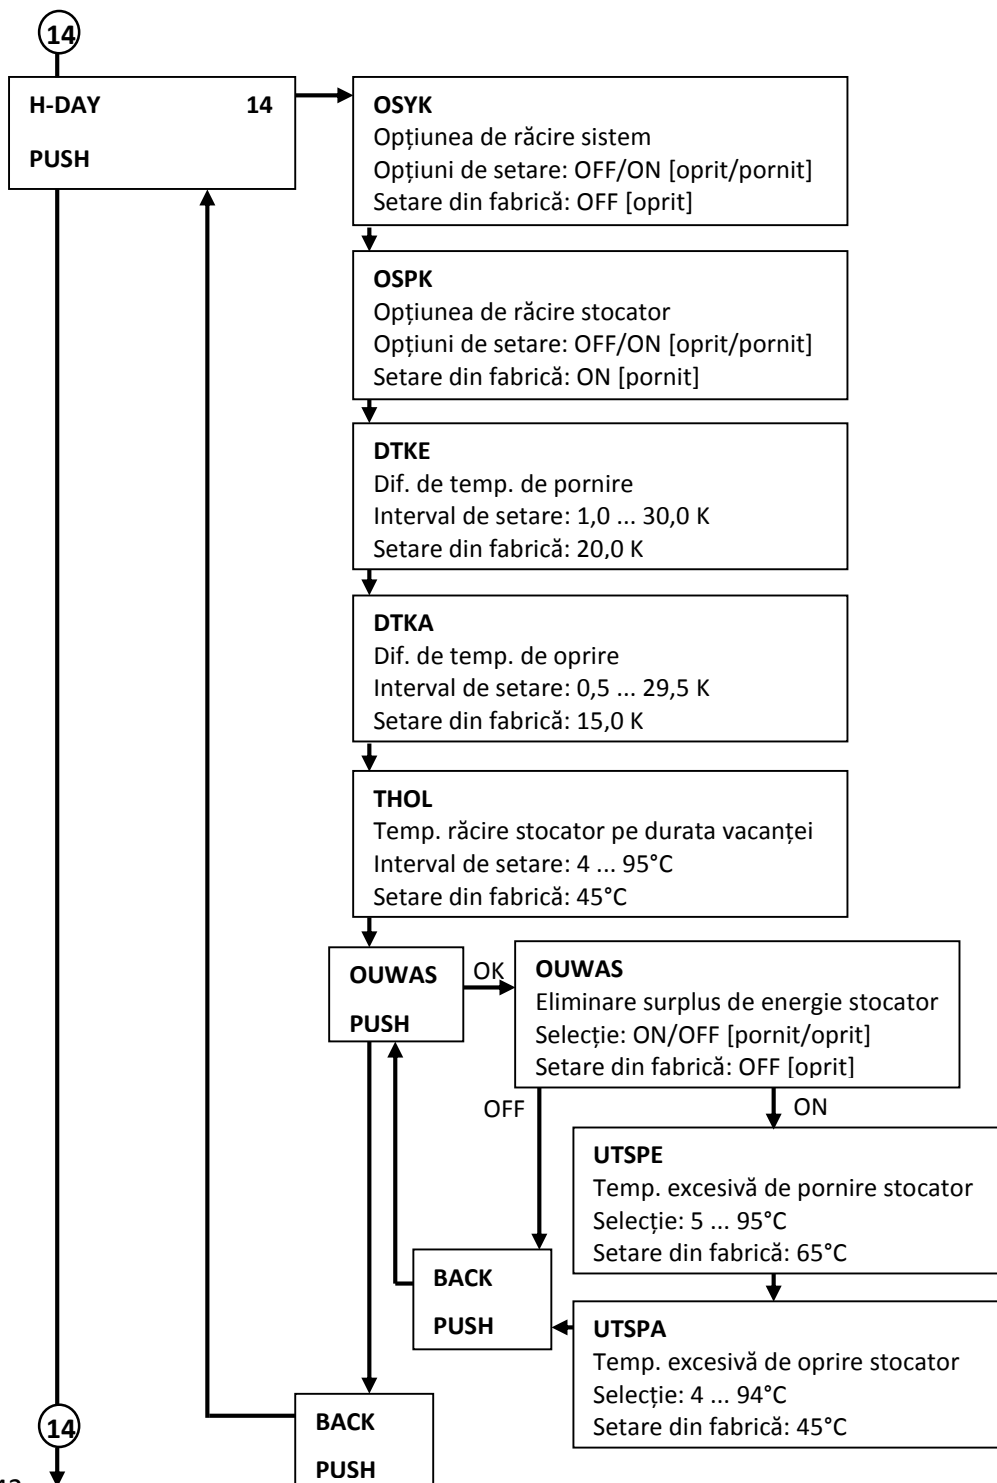 14
H-DAY 14
PUSH
OSYK
Opțiunea de răcire sistem
Opțiuni de setare: OFF/ON [oprit/pornit]
Setare din fabrică: OFF [oprit]
OSPK
Opțiunea de răcire stocator
Opțiuni de setare: OFF/ON [oprit/pornit]
Setare din fabrică: ON [pornit]
DTKE
Dif. de temp. de pornire
Interval de setare: 1,0 ... 30,0 K
Setare din fabrică: 20,0 K
DTKA
Dif. de temp. de oprire
Interval de setare: 0,5 ... 29,5 K
Setare din fabrică: 15,0 K
THOL
Temp. răcire stocator pe durata vacanței
Interval de setare: 4 ... 95°C
Setare din fabrică: 45°C
OUWAS
PUSH
OK
OUWAS
Eliminare surplus de energie stocator
Selecție: ON/OFF [pornit/oprit]
Setare din fabrică: OFF [oprit]
OFF
ON
UTSPE
Temp. excesivă de pornire stocator
Selecție: 5 ... 95°C
Setare din fabrică: 65°C
BACK
PUSH
UTSPA
Temp. excesivă de oprire stocator
Selecție: 4 ... 94°C
Setare din fabrică: 45°C
14
BACK
PUSH